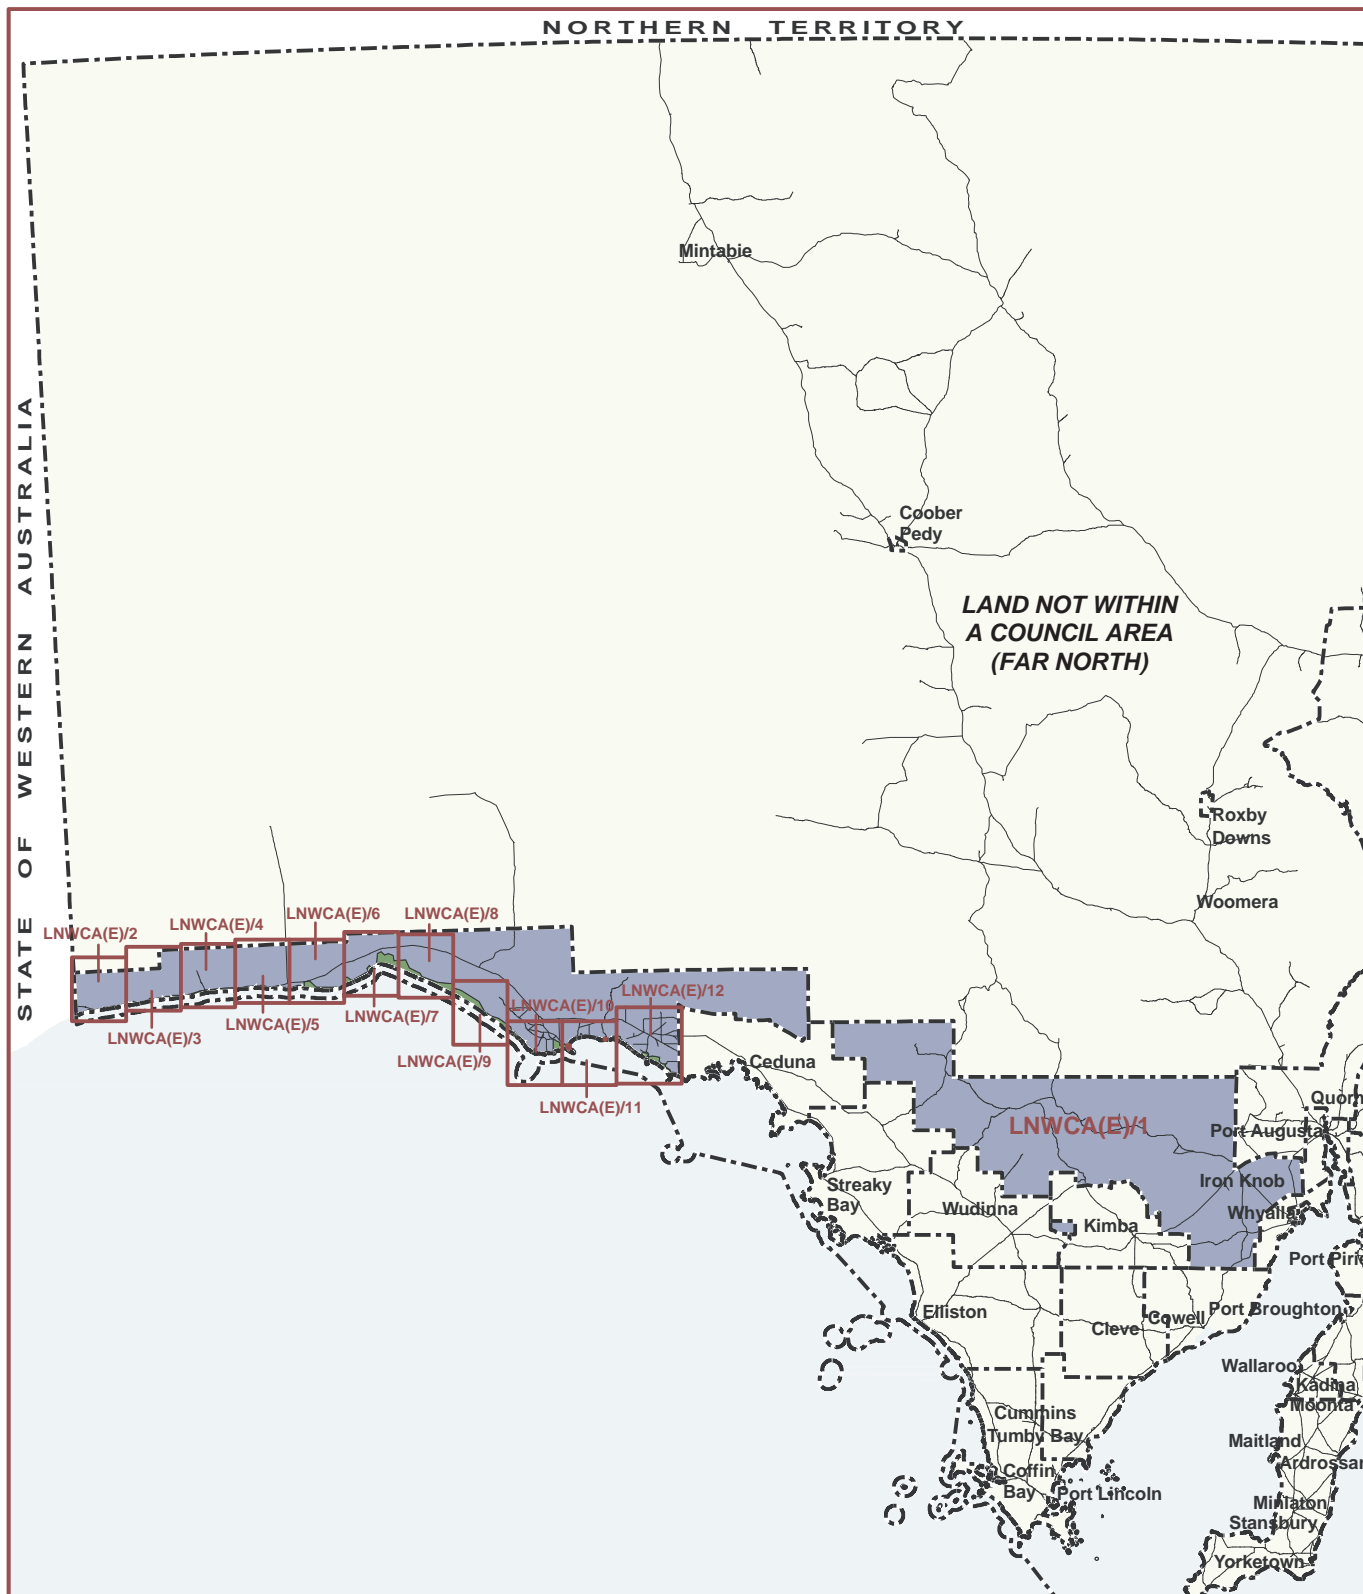 NORTHERN TERRITORY
STATE OF WESTERN AUSTRALIA
Mintabie
Coober
Pedy
LAND NOT WITHIN
A COUNCIL AREA
(FAR NORTH)
Roxby
Downs
Woomera
LNWCA(E)/2
LNWCA(E)/4
LNWCA(E)/6
LNWCA(E)/8
LNWCA(E)/3
LNWCA(E)/5
LNWCA(E)/7
LNWCA(E)/10
LNWCA(E)/12
LNWCA(E)/9
LNWCA(E)/11
Ceduna
LNWCA(E)/1
Quorn
Port Augusta
Iron Knob
Streaky
Bay
Wudinna
Whyalla
Kimba
Port Pirie
Elliston
Cleve
Cowell
Port Broughton
Wallaroo
Kadina
Moonta
Cummins
Tumby Bay
Maitland
Ardrossan
Coffin
Bay
Port Lincoln
Minlaton
Stansbury
Yorketown